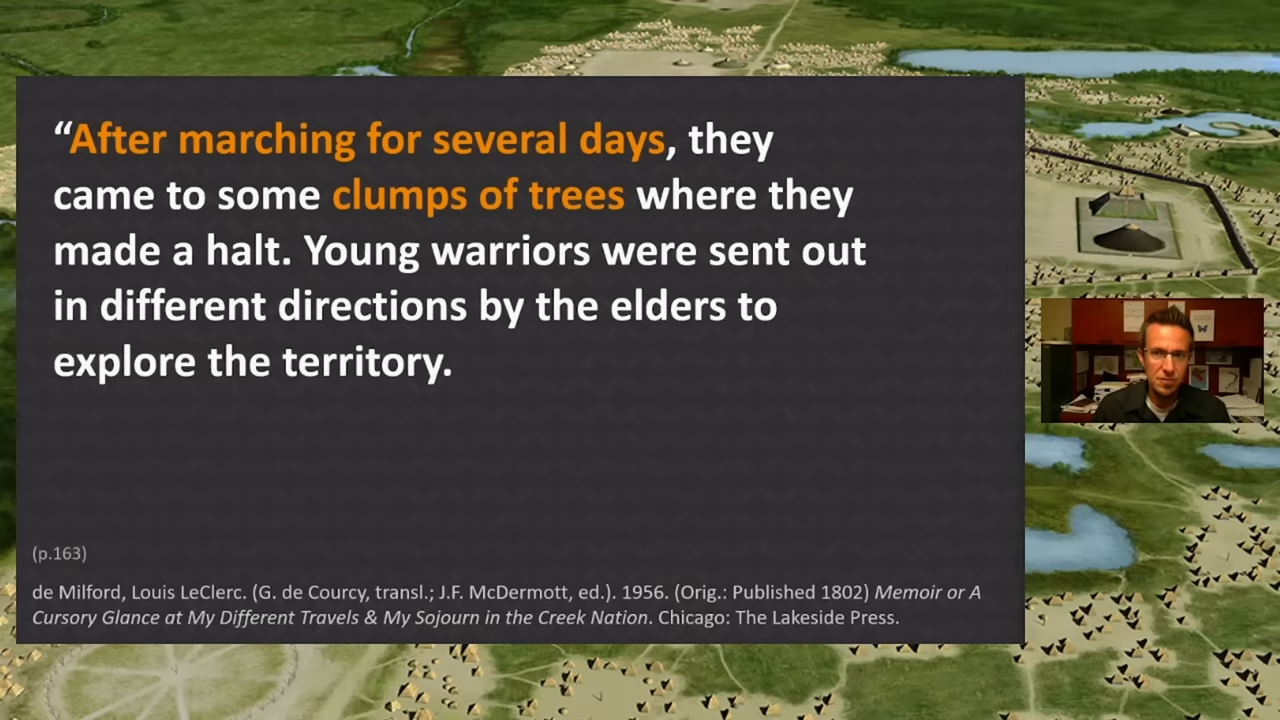 “After marching for several days, they
came to some clumps of trees where they
made a halt. Young warriors were sent out
in different directions by the elders to
explore the territory.
(p.163)
de Milford, Louis LeClerc. (G. de Courcy, transl.; J.F. McDermott, ed.). 1956. (Orig.: Published 1802) Memoir or A
Cursory Glance at My Different Travels & My Sojourn in the Creek Nation. Chicago: The Lakeside Press.